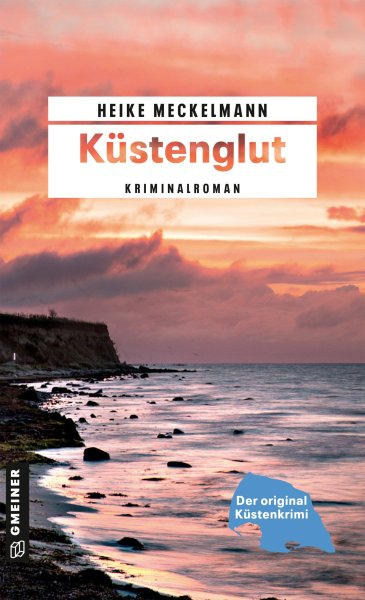 HEIKE MECKELMANN
Küstenglut
KRIMINALROMAN
Der original
Küstenkrimi
GMEINER